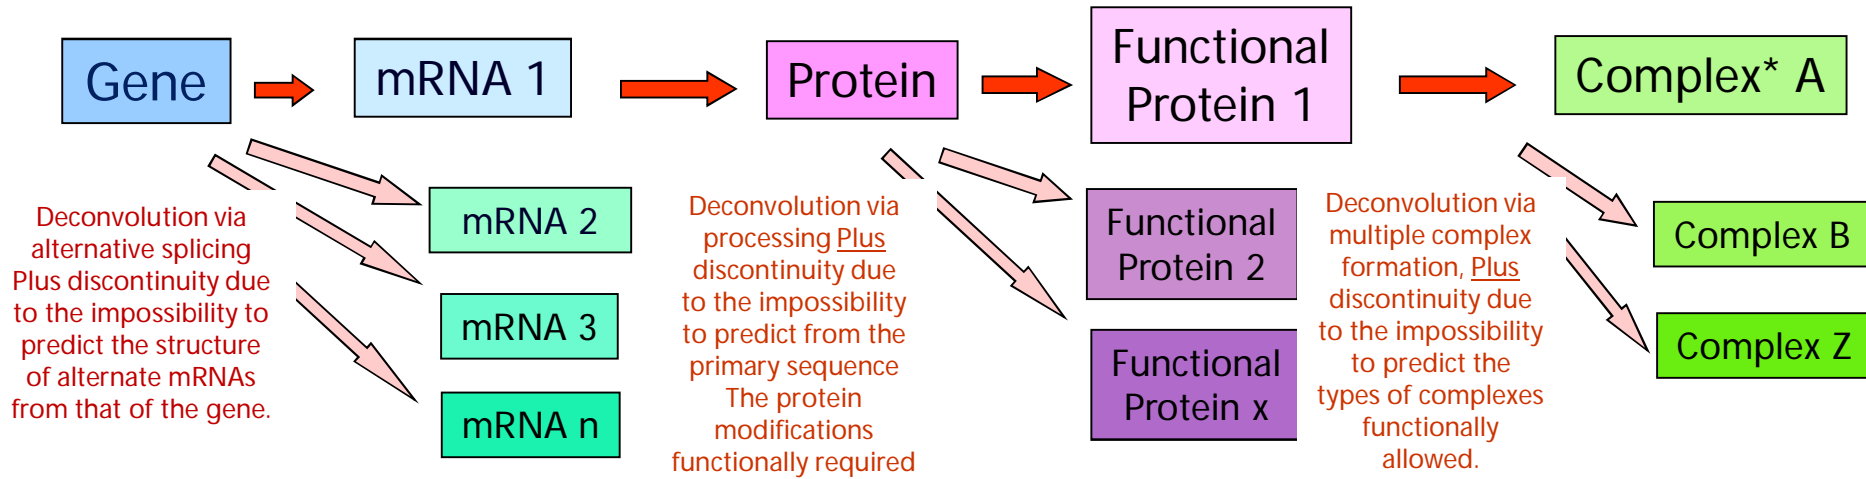 Gene
mRNA 1
Protein
Functional
Protein 1
Complex* A
mRNA 2
mRNA 3
mRNA n
Functional
Protein 2
Functional
Protein x
Complex B
Complex Z
Deconvolution via
alternative splicing
Plus discontinuity due
to the impossibility to
predict the structure
of alternate mRNAs
from that of the gene.
Deconvolution via
processing Plus
discontinuity due
to the impossibility
to predict from the
primary sequence
The protein
modifications
functionally required
Deconvolution via
multiple complex
formation, Plus
discontinuity due
to the impossibility
to predict the
types of complexes
functionally
allowed.